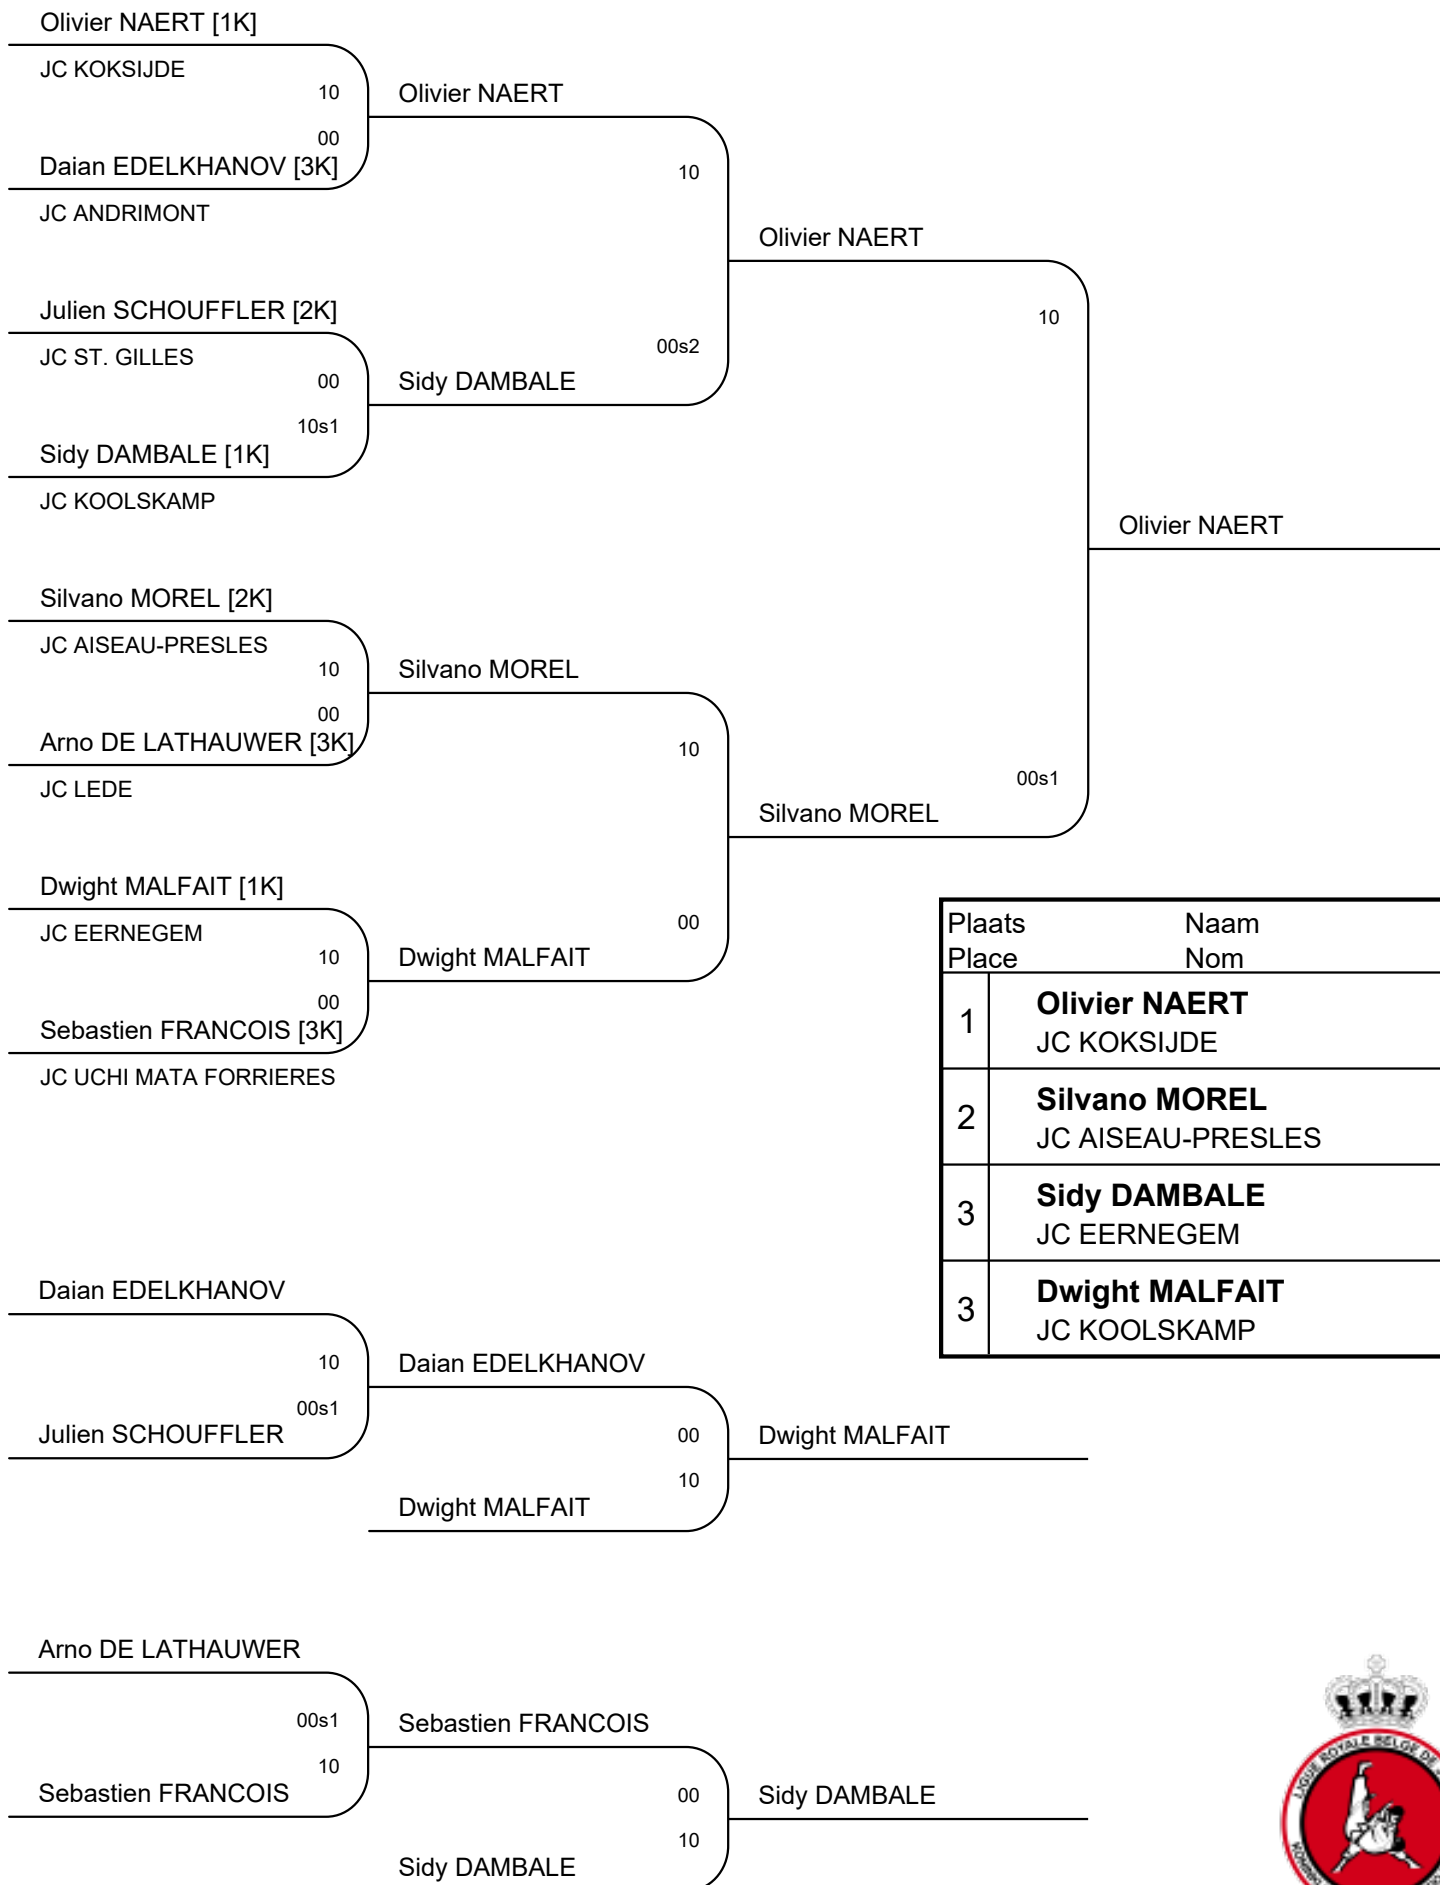 Olivier NAERT [1K]
JC KOKSIJDE
10
Olivier NAERT
00
Daian EDELKHANOV [3K]
10
JC ANDRIMONT
Olivier NAERT
Julien SCHOUFFLER [2K]
10
JC ST. GILLES
00s2
00
Sidy DAMBALE
10s1
Sidy DAMBALE [1K]
JC KOOLSKAMP
Olivier NAERT
Silvano MOREL [2K]
JC AISEAU-PRESLES
10
Silvano MOREL
00
Arno DE LATHAUWER [3K]
10
JC LEDE
00s1
Silvano MOREL
Dwight MALFAIT [1K]
JC EERNEGEM
00
10
Dwight MALFAIT
00
Sebastien FRANCOIS [3K]
JC UCHI MATA FORRIERES
Plaats Naam
Place Nom
1 Olivier NAERT
JC KOKSIJDE
2 Silvano MOREL
JC AISEAU-PRESLES
3 Sidy DAMBALE
JC EERNEGEM
3 Dwight MALFAIT
JC KOOLSKAMP
Daian EDELKHANOV
10
Daian EDELKHANOV
00s1
Julien SCHOUFFLER
00
Dwight MALFAIT
10
Dwight MALFAIT
Arno DE LATHAUWER
00s1
Sebastien FRANCOIS
10
Sebastien FRANCOIS
00
Sidy DAMBALE
10
Sidy DAMBALE
LIGUE ROYALE BELGE DE